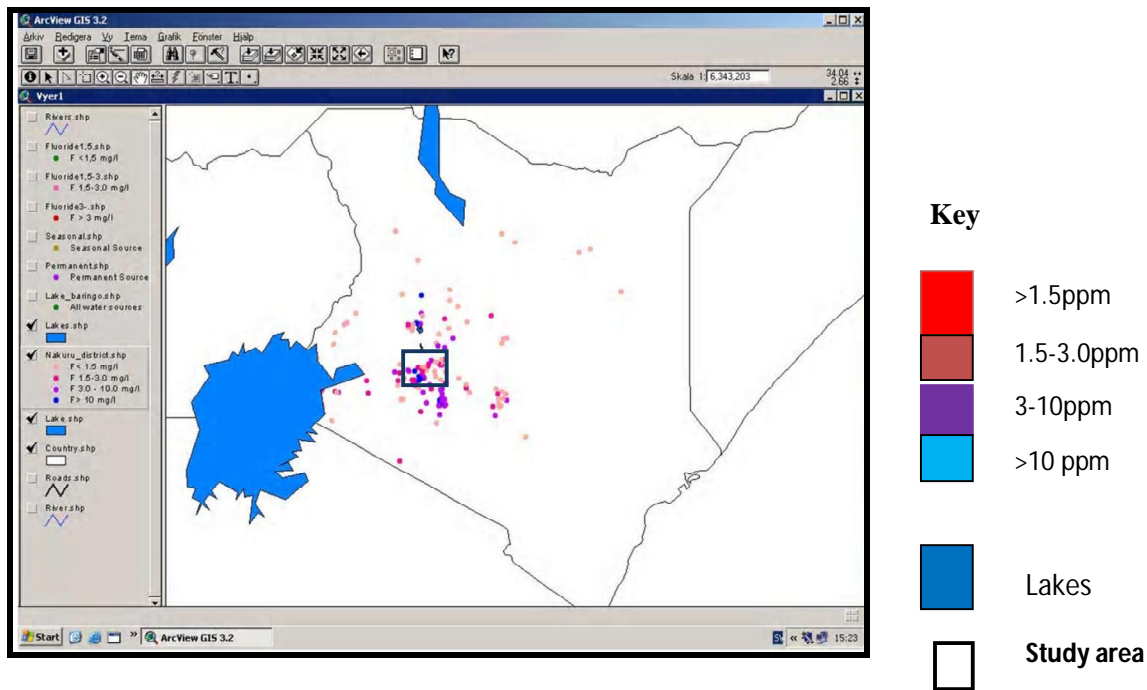 ArcView GIS 3.2
Arkiv Redigera Vy Tema Grafik Fönster Hjälp
Skala 1: 6,343,203
34.04
2.66
Vyer1
Rivers.shp
Fluoride1,5.shp
F <1,5 mg/l
Fluoride1,5-3.shp
F 1.5-3,0 mg/l
Fluoride3-.shp
F > 3 mg/l
Seasonal.shp
Seasonal Source
Permanent.shp
Permanent Source
Lake_baringo.shp
All water sources
Lakes.shp
Nakuru_district.shp
F < 1.5 mg/l
F 1.5-3.0 mg/l
F 3.0 - 10.0 mg/l
F > 10 mg/l
Lake.shp
Country.shp
Roads.shp
River.shp
Start
ArcView GIS 3.2
SV
15:23
Key
>1.5ppm
1.5-3.0ppm
3-10ppm
>10 ppm
Lakes
Study area